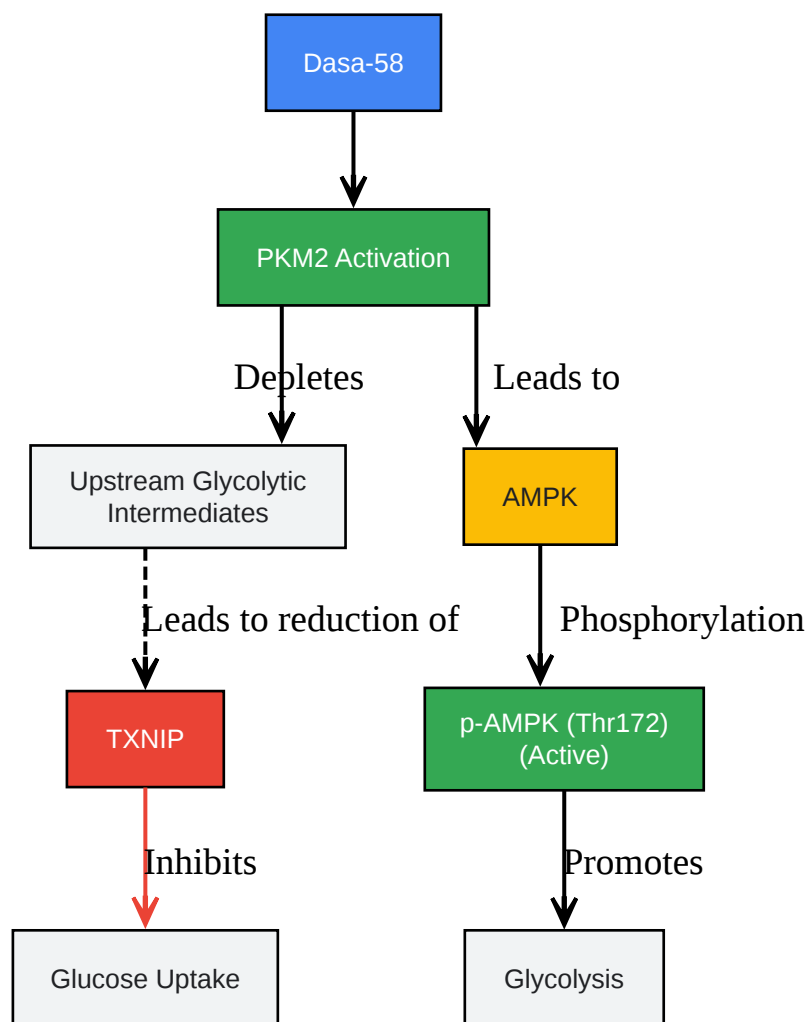 Dasa-58
PKM2 Activation
Depletes
Leads to
Upstream Glycolytic
Intermediates
AMPK
Leads to reduction of
Phosphorylation
TXNIP
p-AMPK (Thr172)
(Active)
Inhibits
Promotes
Glucose Uptake
Glycolysis